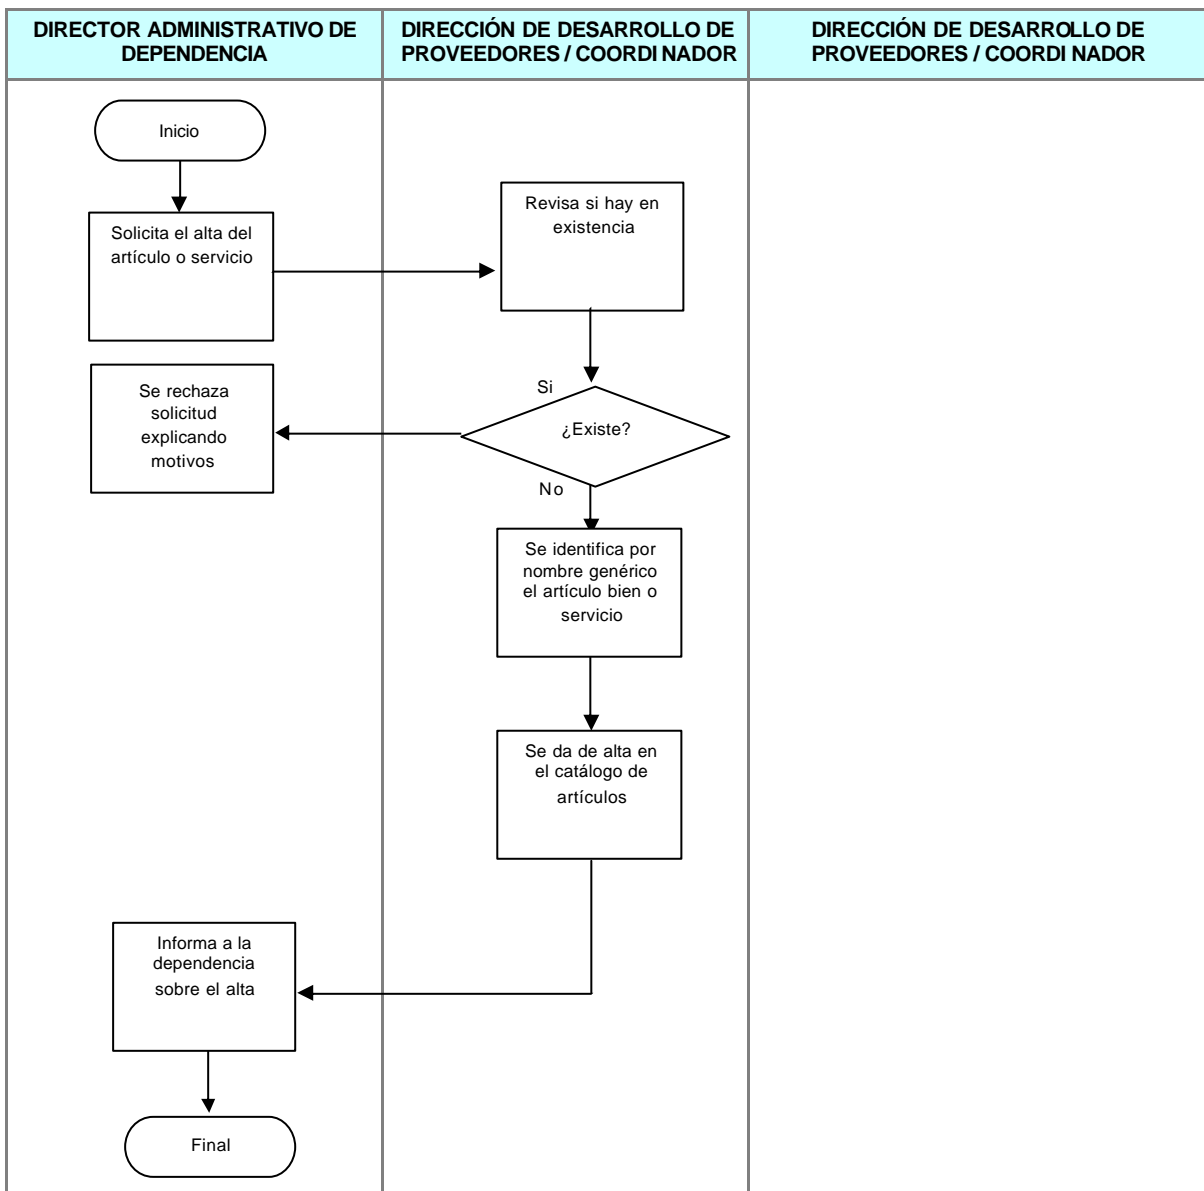 DIRECTOR ADMINISTRATIVO DE
DEPENDENCIA
DIRECCIÓN DE DESARROLLO DE
PROVEEDORES / COORDI NADOR
DIRECCIÓN DE DESARROLLO DE
PROVEEDORES / COORDI NADOR
Inicio
Solicita el alta del
artículo o servicio
Revisa si hay en
existencia
Se rechaza
solicitud
explicando
motivos
Si
¿Existe?
No
Se identifica por
nombre genérico
el artículo bien o
servicio
Se da de alta en
el catálogo de
artículos
Informa a la
dependencia
sobre el alta
Final